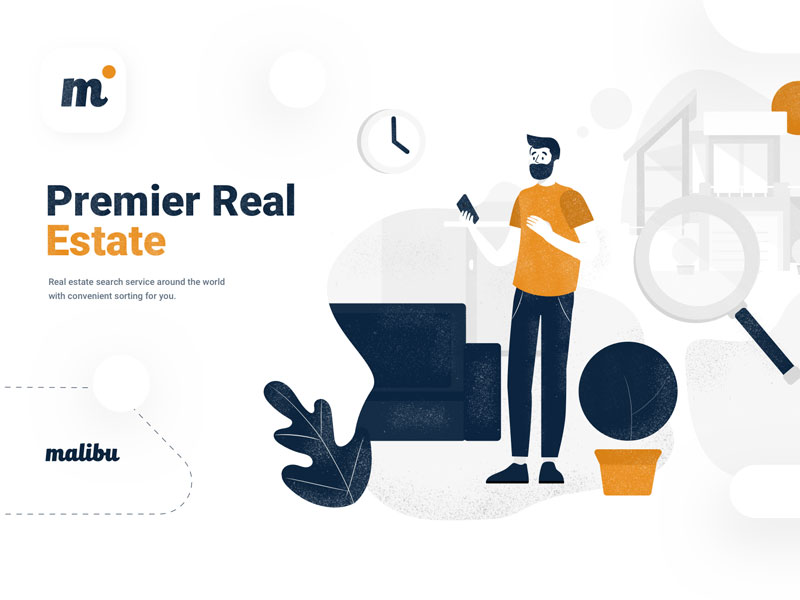 m
Premier Real
Estate
Real estate search service around the world
with convenient sorting for you.
malibu